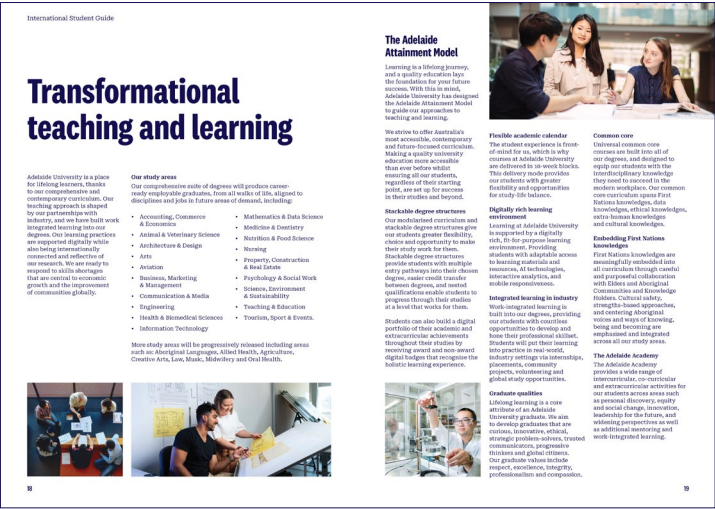 International Student Guide
Transformational
teaching and learning
Adelaide University is a place
for lifelong learners, thanks
to our comprehensive and
contemporary curriculum. Our
teaching approach is shaped
by our partnerships with
industry, and we have built work
integrated learning into our
degrees. Our learning practices
are supported digitally while
also being internationally
connected and reflective of
our research. We are ready to
respond to skills shortages
that are central to economic
growth and the improvement
of communities globally.
Our study areas
Our comprehensive suite of degrees will produce career-
ready employable graduates, from all walks of life, aligned to
disciplines and jobs in future areas of demand, including:
• Accounting, Commerce
& Economics
• Animal & Veterinary Science
• Architecture & Design
• Arts
• Aviation
• Business, Marketing
& Management
• Communication & Media
• Engineering
• Health & Biomedical Sciences
• Information Technology
• Mathematics & Data Science
• Medicine & Dentistry
• Nutrition & Food Science
• Nursing
• Property, Construction
& Real Estate
• Psychology & Social Work
• Science, Environment
& Sustainability
• Teaching & Education
• Tourism, Sport & Events.
More study areas will be progressively released including areas
such as: Aboriginal Languages, Allied Health, Agriculture,
Creative Arts, Law, Music, Midwifery and Oral Health.
18
The Adelaide
Attainment Model
Learning is a lifelong journey,
and a quality education lays
the foundation for your future
success. With this in mind,
Adelaide University has designed
the Adelaide Attainment Model
to guide our approaches to
teaching and learning.
We strive to offer Australia's
most accessible, contemporary
and future-focused curriculum.
Making a quality university
education more accessible
than ever before whilst
ensuring all our students,
regardless of their starting
point, are set up for success
in their studies and beyond.
Stackable degree structures
Our modularised curriculum and
stackable degree structures give
our students greater flexibility,
choice and opportunity to make
their study work for them.
Stackable degree structures
provide students with multiple
entry pathways into their chosen
degree, easier credit transfer
between degrees, and nested
qualifications enable students to
progress through their studies
at a level that works for them.
Students can also build a digital
portfolio of their academic and
extracurricular achievements
throughout their studies by
receiving award and non-award
digital badges that recognise the
holistic learning experience.
Flexible academic calendar
The student experience is front-
of-mind for us, which is why
courses at Adelaide University
are delivered in 10-week blocks.
This delivery mode provides
our students with greater
flexibility and opportunities
for study-life balance.
Digitally rich learning
environment
Learning at Adelaide University
is supported by a digitally
rich, fit-for-purpose learning
environment. Providing
students with adaptable access
to learning materials and
resources, AI technologies,
interactive analytics, and
mobile responsiveness.
Integrated learning in industry
Work-integrated learning is
built into our degrees, providing
our students with countless
opportunities to develop and
hone their professional skillset.
Students will put their learning
into practice in real-world,
industry settings via internships,
placements, community
projects, volunteering and
global study opportunities.
Graduate qualities
Lifelong learning is a core
attribute of an Adelaide
University graduate. We aim
to develop graduates that are
curious, innovative, ethical,
strategic problem-solvers, trusted
communicators, progressive
thinkers and global citizens.
Our graduate values include
respect, excellence, integrity,
professionalism and compassion.
Common core
Universal common core
courses are built into all of
our degrees, and designed to
equip our students with the
interdisciplinary knowledge
they need to succeed in the
modern workplace. Our common
core curriculum spans First
Nations knowledges, data
knowledges, ethical knowledges,
extra-human knowledges
and cultural knowledges.
Embedding First Nations
knowledges
First Nations knowledges are
meaningfully embedded into
all curriculum through careful
and purposeful collaboration
with Elders and Aboriginal
Communities and Knowledge
Holders. Cultural safety,
strengths-based approaches,
and centering Aboriginal
voices and ways of knowing,
being and becoming are
emphasized and integrated
across all our study areas.
The Adelaide Academy
The Adelaide Academy
provides a wide range of
intercurricular, co-curricular
and extracurricular activities for
our students across areas such
as personal discovery, equity
and social change, innovation,
leadership for the future, and
widening perspectives as well
as additional mentoring and
work-integrated learning.
19